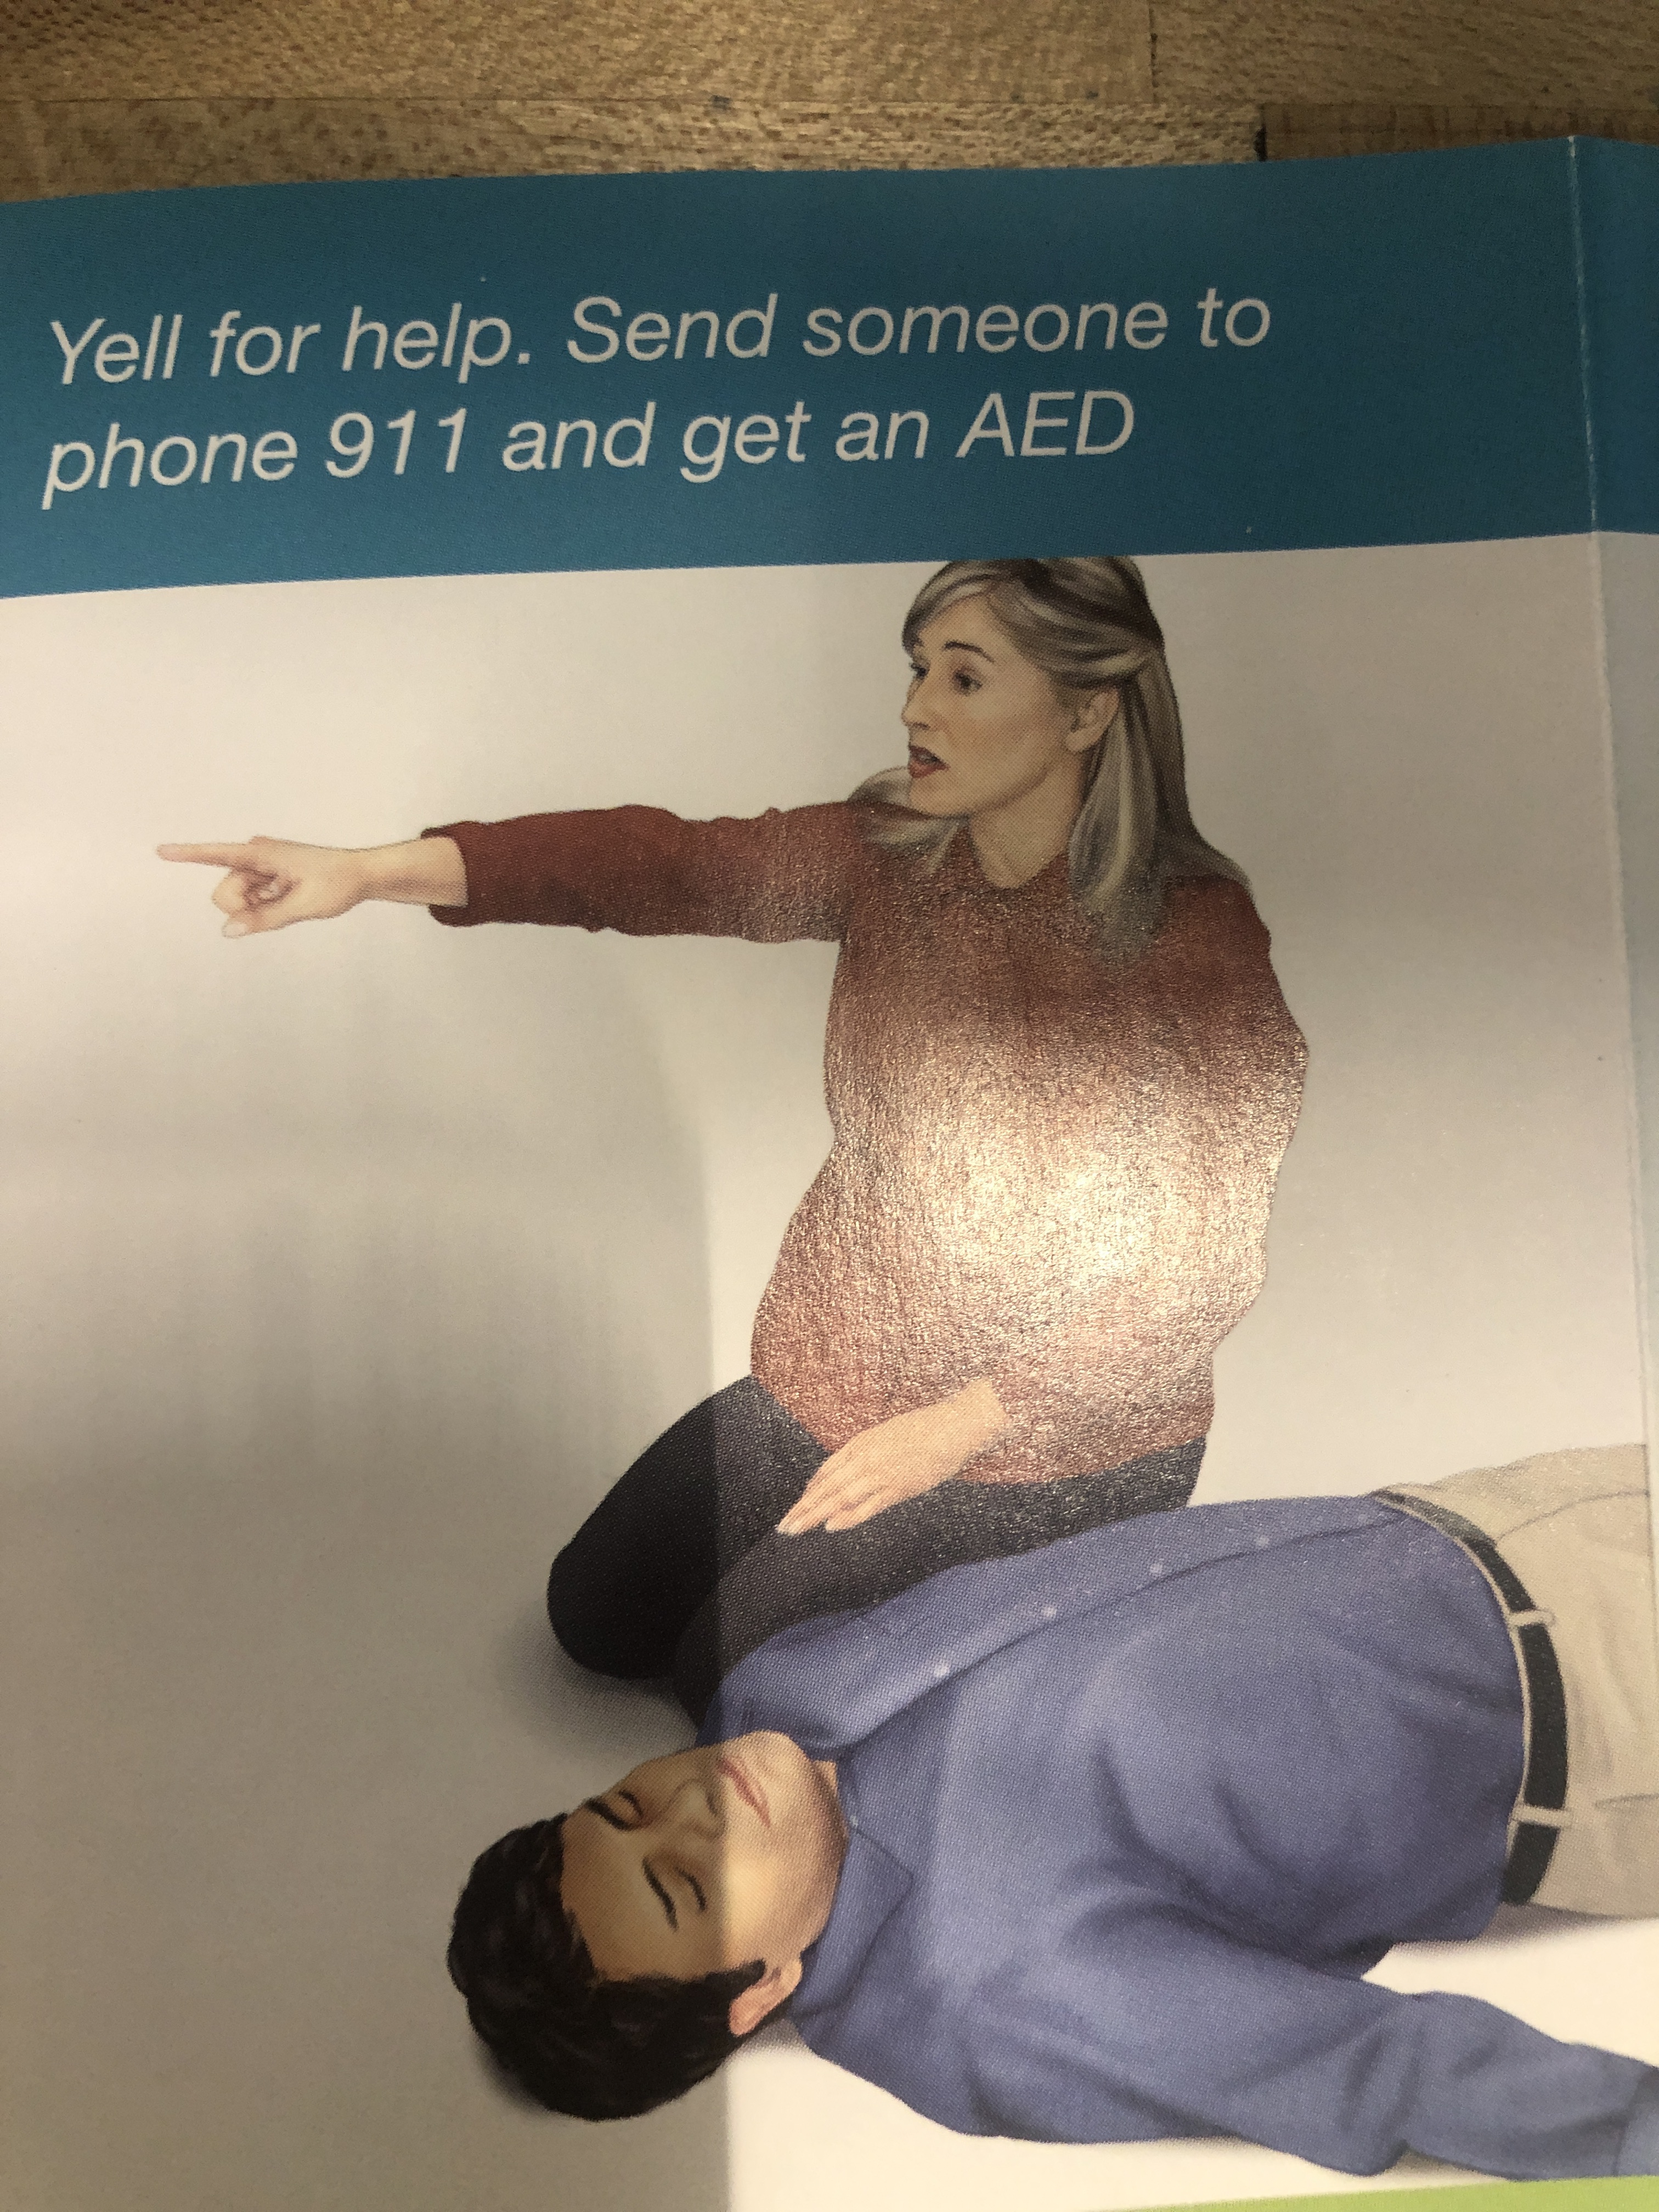 Yell for help. Send someone to
phone 911 and get an AED